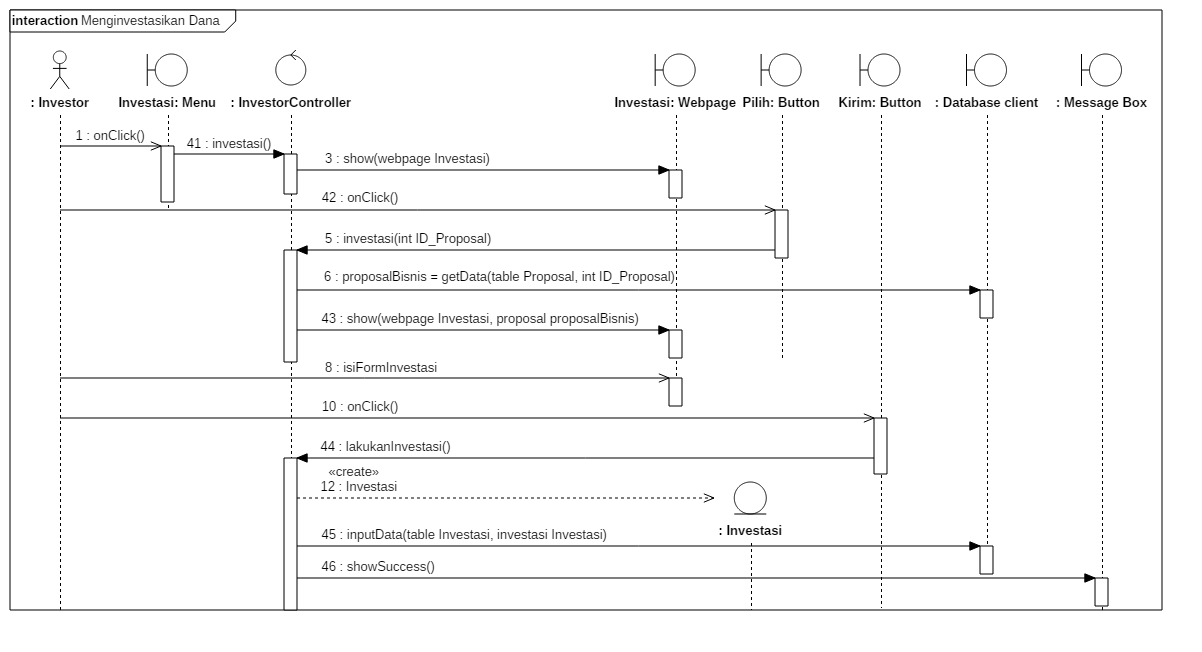 interaction Menginvestasikan Dana
: Investor
Investasi: Menu
: InvestorController
Investasi: Webpage
Pilih: Button
Kirim: Button
: Database client
: Message Box
1 : onClick()
41 : investasi()
3 : show(webpage Investasi)
42 : onClick()
5 : investasi(int ID_Proposal)
6 : proposalBisnis = getData(table Proposal, int ID_Proposal)
43 : show(webpage Investasi, proposal proposalBisnis)
8 : isiFormInvestasi
10 : onClick()
44 : lakukanInvestasi()
«create»
12 : Investasi
: Investasi
45 : inputData(table Investasi, investasi Investasi)
46 : showSuccess()